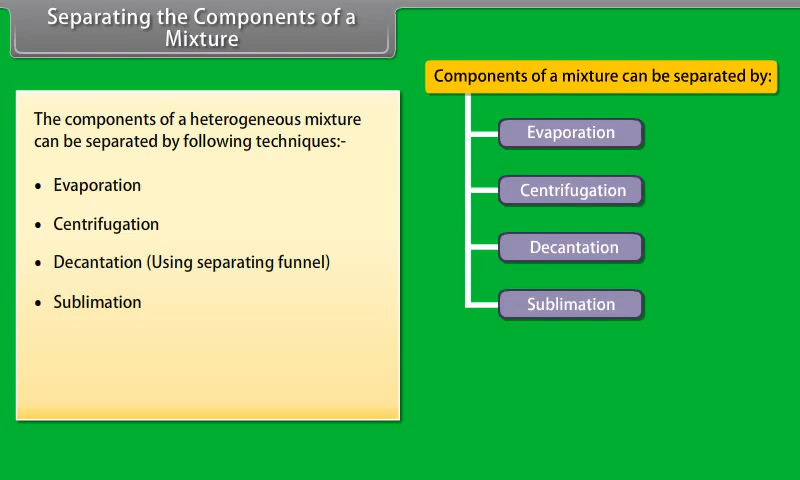 Separating the Components of a
Mixture
The components of a heterogeneous mixture
can be separated by following techniques:-
• Evaporation
• Centrifugation
• Decantation (Using separating funnel)
• Sublimation
Components of a mixture can be separated by:
Evaporation
Centrifugation
Decantation
Sublimation